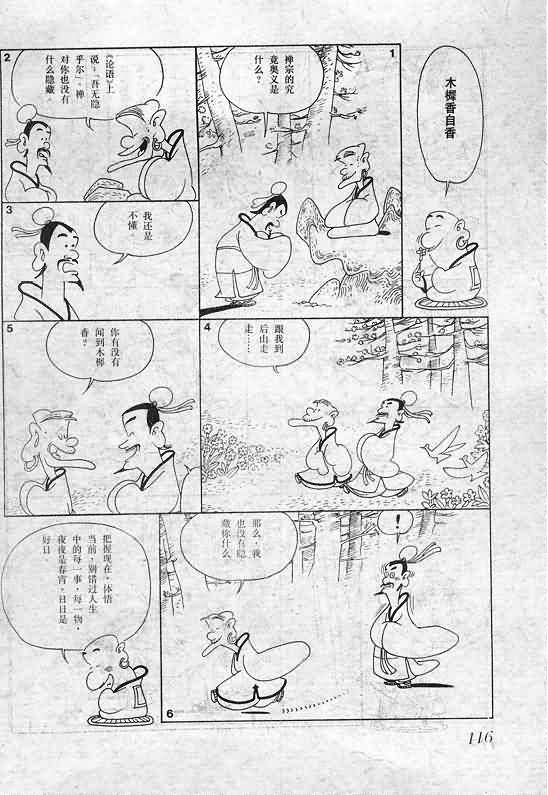 木樨香自香
1
禅宗的究
竟奥义是
什么？
2
《论语》上
说：“吾无隐
乎尔”，禅
对你也没有
什么隐藏。
3
我还是
不懂。
4
跟我到
后山走
走……
5
你有没有
闻到木樨
香？
!
那么，我
也没有隐
藏你什么
6
把握现在，体悟
当前，别错过人生
中的每一事，每一物，
夜夜是春宵，日日是
好日。
116